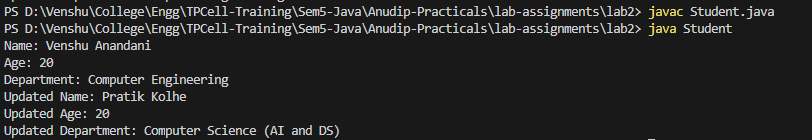 PS D:\Venshu\College\Engg\TPCell-Training\Sem5-Java\Anudip-Practicals\lab-assignments\lab2> javac Student.java
PS D:\Venshu\College\Engg\TPCell-Training\Sem5-Java\Anudip-Practicals\lab-assignments\lab2> java Student
Name: Venshu Anandani
Age: 20
Department: Computer Engineering
Updated Name: Pratik Kolhe
Updated Age: 20
Updated Department: Computer Science (AI and DS)